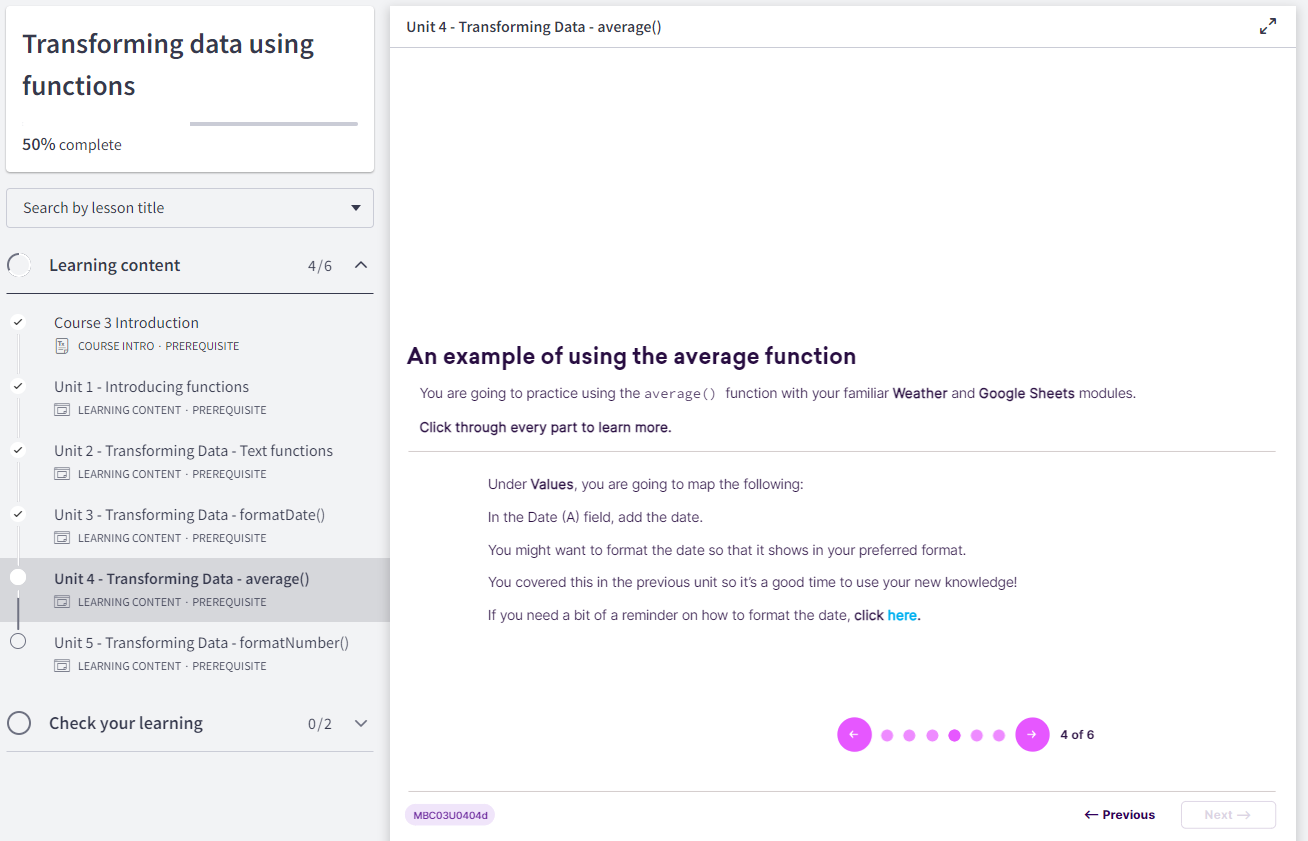 Transforming data using
functions
50% complete
Search by lesson title
Learning content 4/6
Course 3 Introduction
COURSE INTRO · PREREQUISITE
Unit 1 - Introducing functions
LEARNING CONTENT · PREREQUISITE
Unit 2 - Transforming Data - Text functions
LEARNING CONTENT · PREREQUISITE
Unit 3 - Transforming Data - formatDate()
LEARNING CONTENT · PREREQUISITE
Unit 4 - Transforming Data - average()
LEARNING CONTENT · PREREQUISITE
Unit 5 - Transforming Data - formatNumber()
LEARNING CONTENT · PREREQUISITE
Check your learning 0/2
Unit 4 - Transforming Data - average()
An example of using the average function
You are going to practice using the average() function with your familiar Weather and Google Sheets modules.
Click through every part to learn more.
Under Values, you are going to map the following:
In the Date (A) field, add the date.
You might want to format the date so that it shows in your preferred format.
You covered this in the previous unit so it's a good time to use your new knowledge!
If you need a bit of a reminder on how to format the date, click here.
← → 4 of 6
MBC03U0404d ← Previous Next →